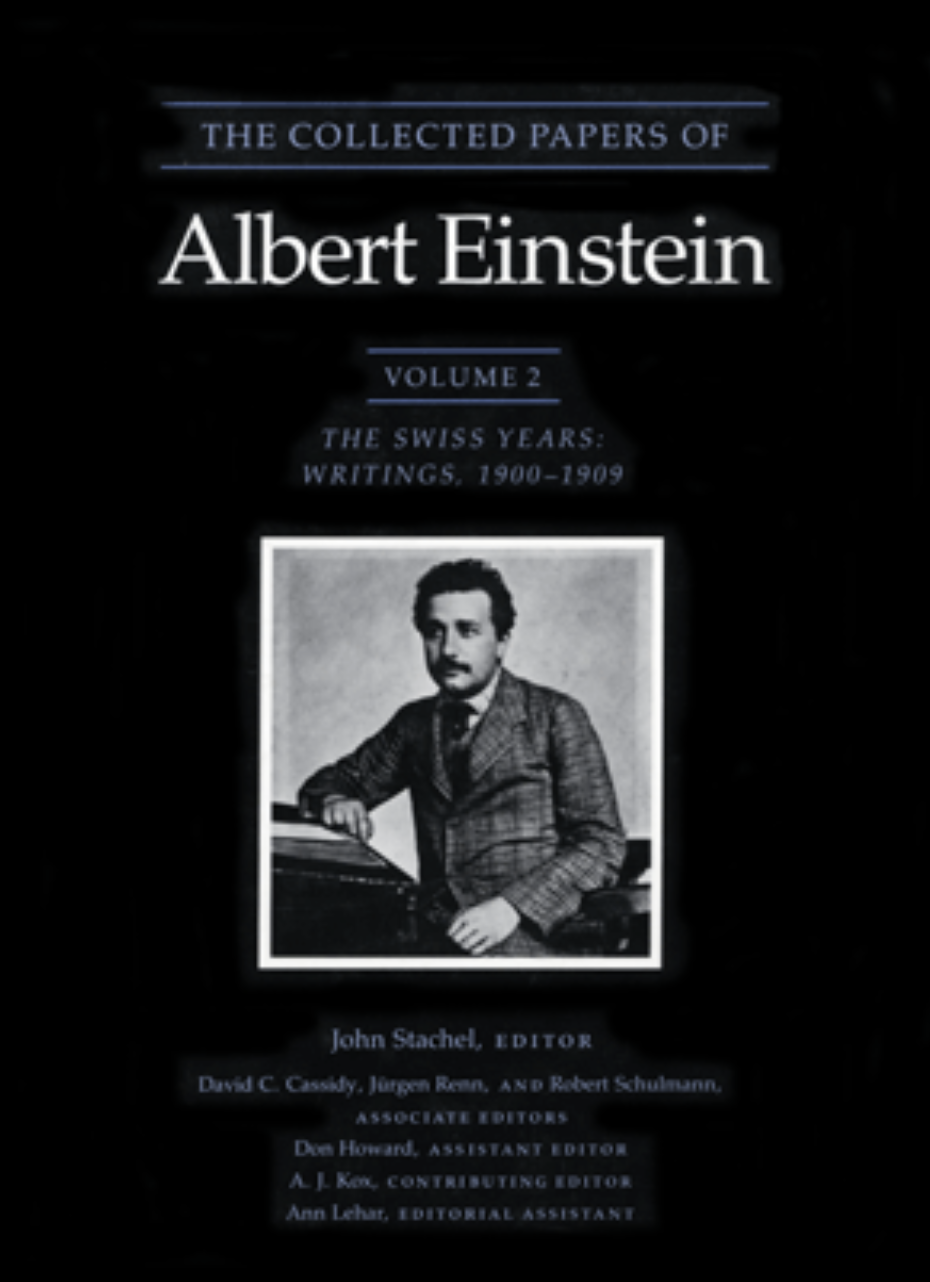 THE COLLECTED PAPERS OF
Albert Einstein
VOLUME 2
THE SWISS YEARS:
WRITINGS, 1900–1909
John Stachel, EDITOR
David C. Cassidy, Jürgen Renn, AND Robert Schulmann,
ASSOCIATE EDITORS
Don Howard, ASSISTANT EDITOR
A. J. Kox, CONTRIBUTING EDITOR
Ann Lehar, EDITORIAL ASSISTANT